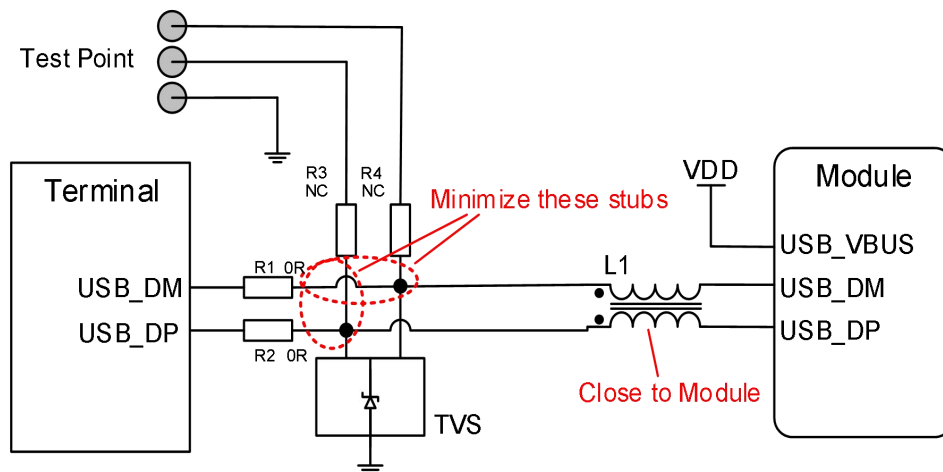 Test Point
R3
NC
R4
NC
Terminal
Minimize these stubs
VDD
Module
USB_VBUS
R1 0R
L1
USB_DM
USB_DM
USB_DP
USB_DP
R2 0R
Close to Module
TVS